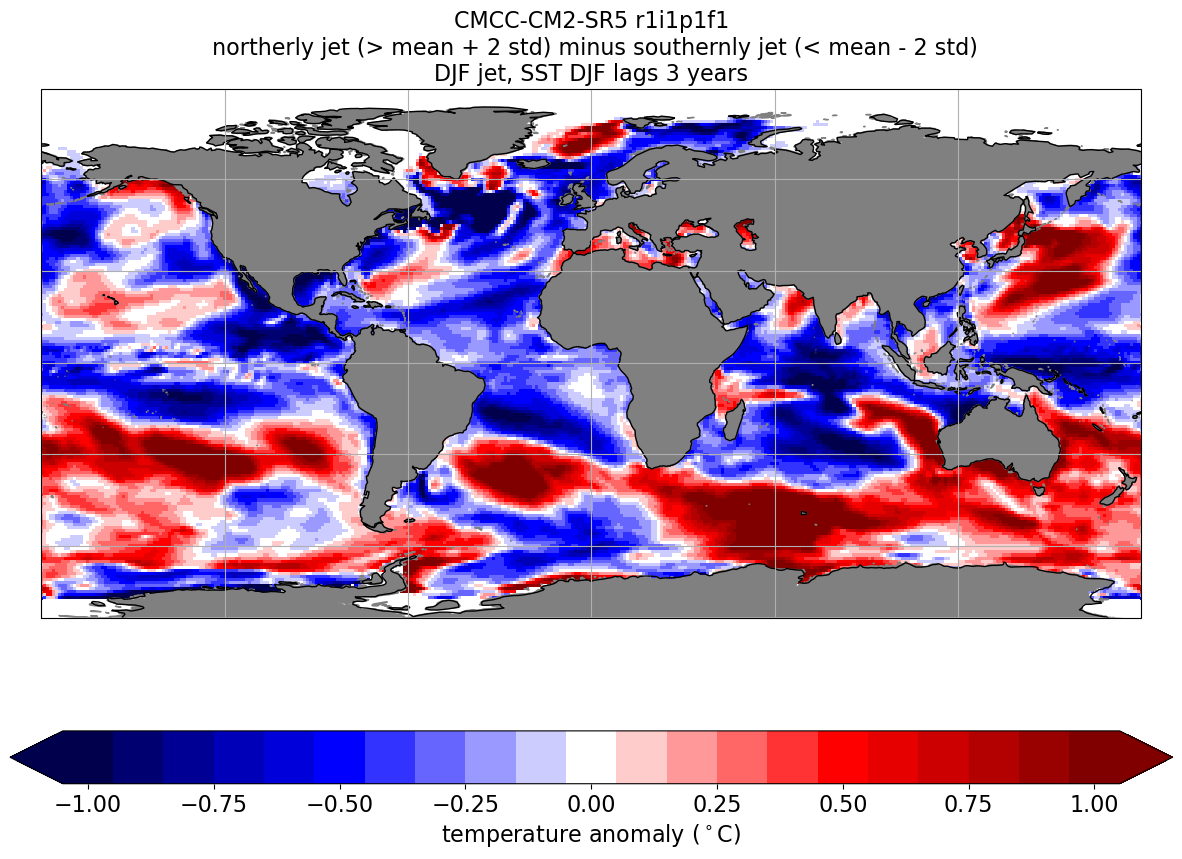 CMCC-CM2-SR5 r1i1p1f1
northerly jet (> mean + 2 std) minus southernly jet (< mean - 2 std)
DJF jet, SST DJF lags 3 years
−1.00 −0.75 −0.50 −0.25 0.00 0.25 0.50 0.75 1.00
temperature anomaly (°C)